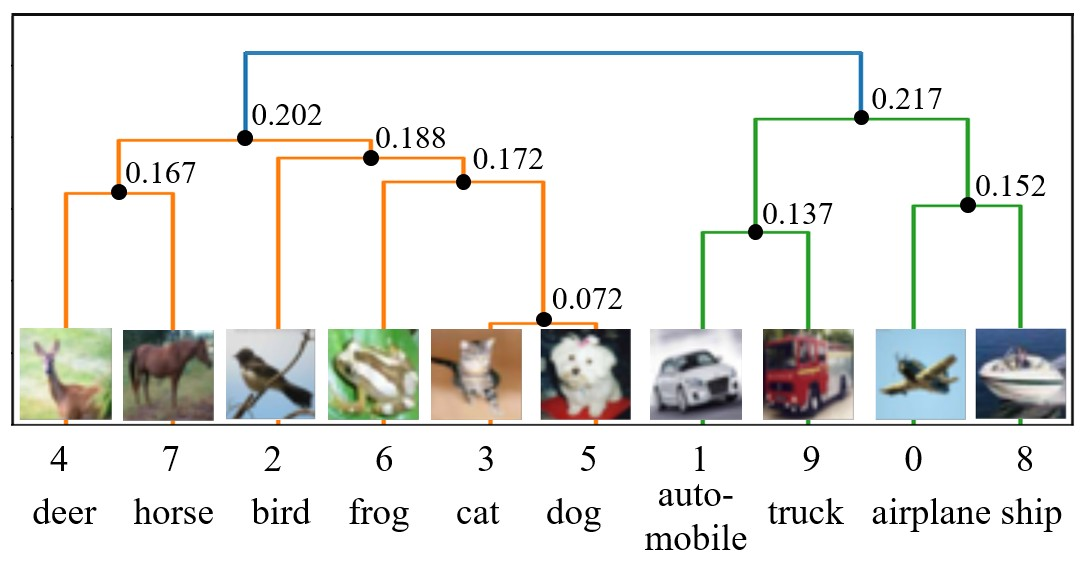 0.217
0.202
0.188
0.172
0.167
0.152
0.137
0.072
4 7 2 6 3 5 1 9 0 8
deer horse bird frog cat dog auto- truck airplane ship
mobile